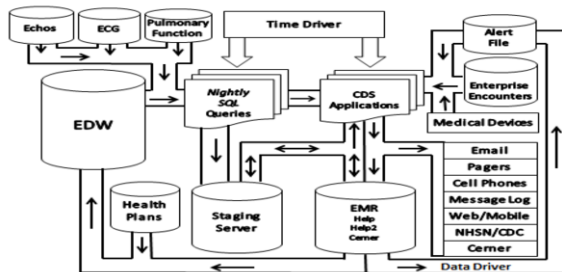 Echos
ECG
Pulmonary
Function
Time Driver
Alert
File
Enterprise
Encounters
EDW
Nightly
SQL
Queries
CDS
Applications
Medical Devices
Email
Pagers
Cell Phones
Message Log
Web/Mobile
NHSN/CDC
Cerner
Health
Plans
Staging
Server
EMR
Help
Help2
Cerner
Data Driver